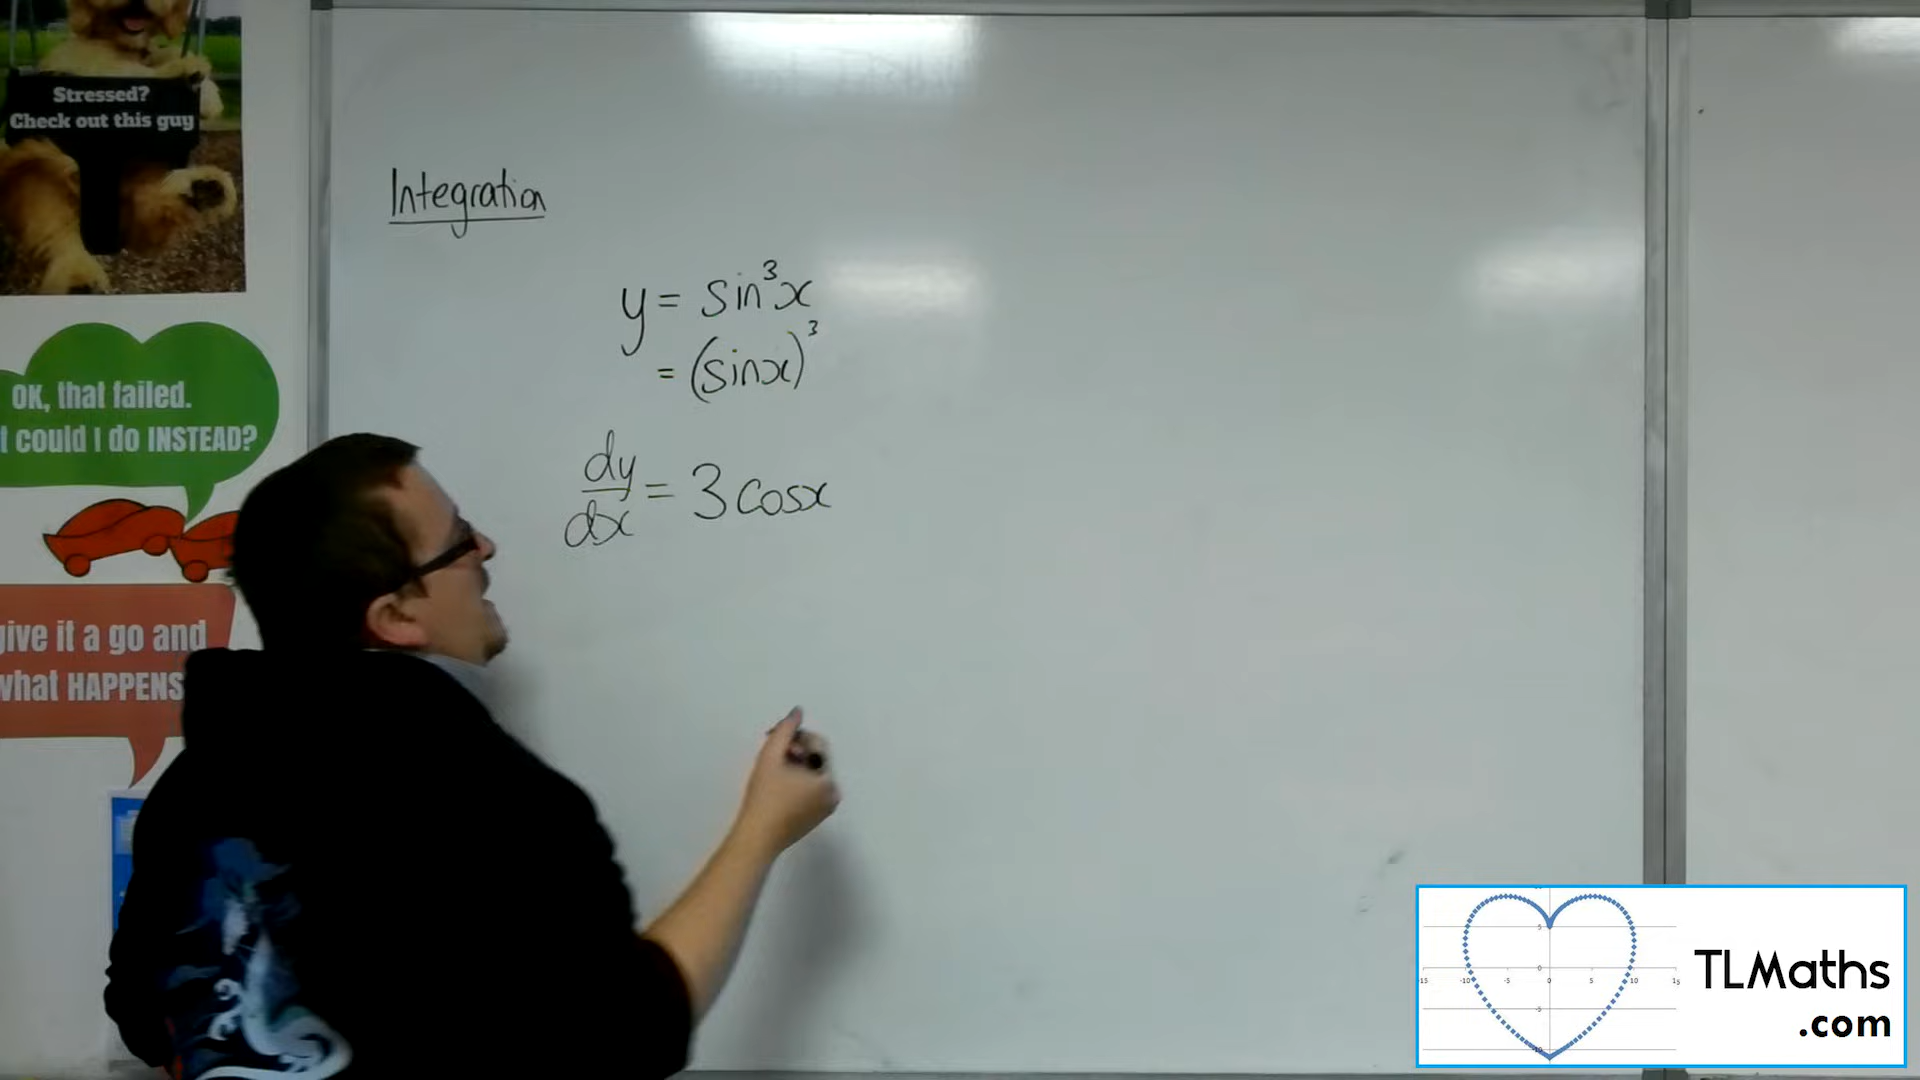 Stressed?
Check out this guy
OK, that failed.
could I do INSTEAD?
give it a go and
what HAPPENS
Integration
y = sin³x
= (sinx)³
dy/dx = 3cosx
TLMaths
.com